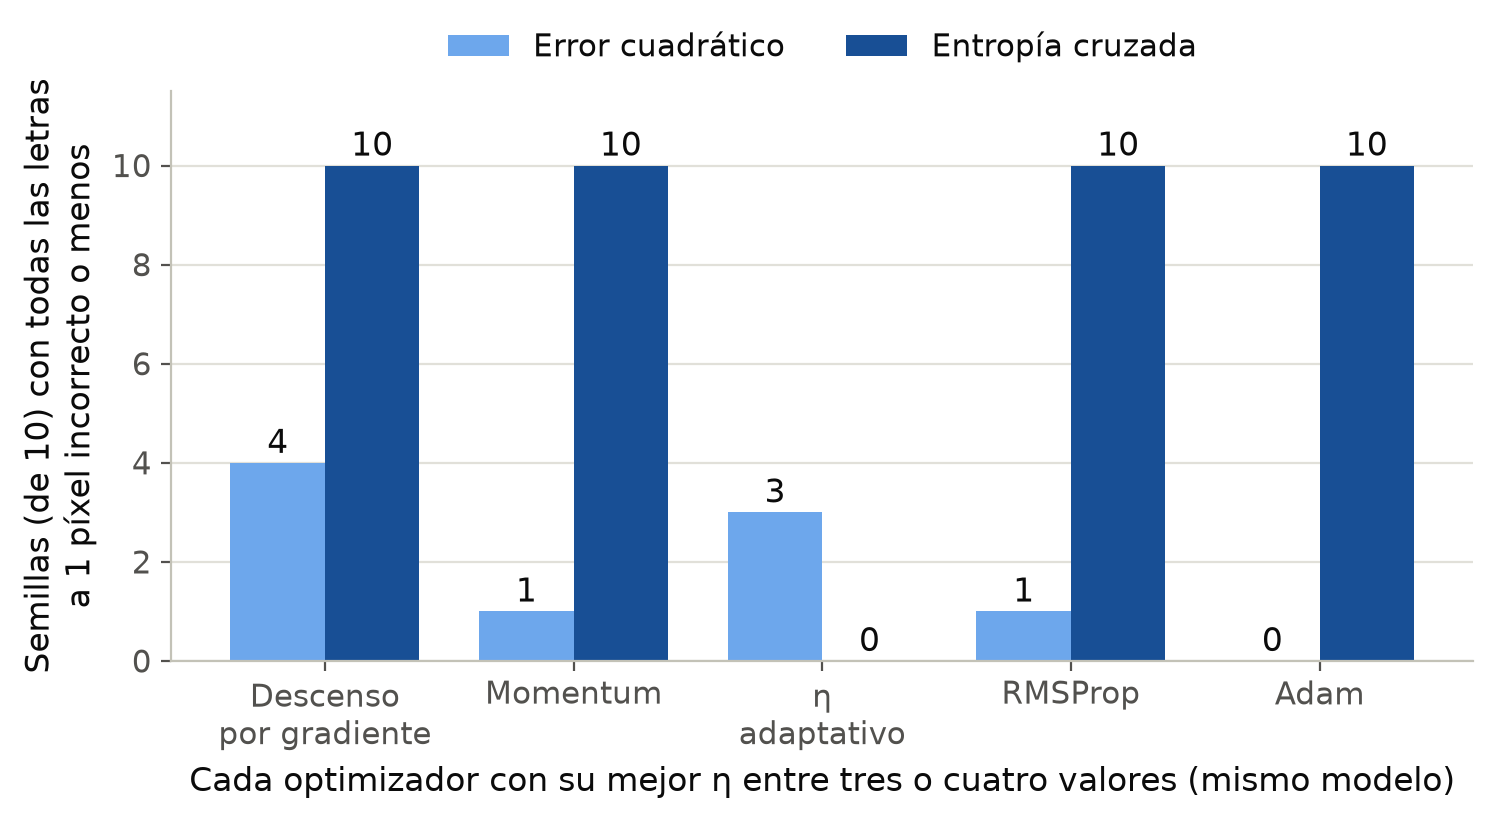 Error cuadrático
Entropía cruzada
Semillas (de 10) con todas las letras
a 1 píxel incorrecto o menos
10
8
6
4
2
0
4
10
1
10
3
0
1
10
0
10
Descenso
por gradiente
Momentum
η
adaptativo
RMSProp
Adam
Cada optimizador con su mejor η entre tres o cuatro valores (mismo modelo)